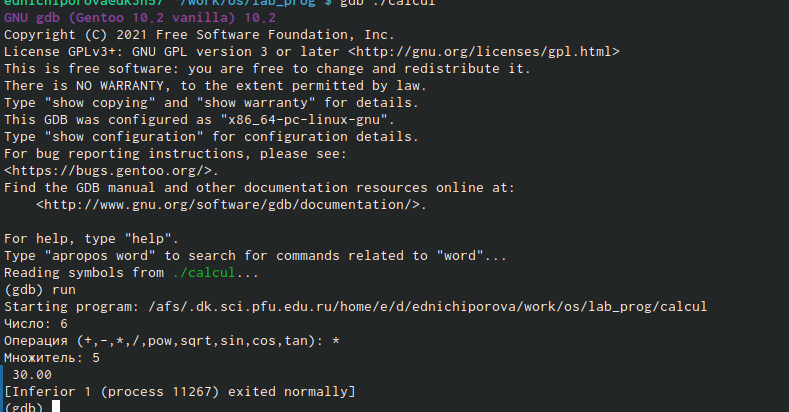 ednichiporova@dk3n57 ~/work/os/lab_prog $ gdb ./calcul
GNU gdb (Gentoo 10.2 vanilla) 10.2
Copyright (C) 2021 Free Software Foundation, Inc.
License GPLv3+: GNU GPL version 3 or later <http://gnu.org/licenses/gpl.html>
This is free software: you are free to change and redistribute it.
There is NO WARRANTY, to the extent permitted by law.
Type "show copying" and "show warranty" for details.
This GDB was configured as "x86_64-pc-linux-gnu".
Type "show configuration" for configuration details.
For bug reporting instructions, please see:
<https://bugs.gentoo.org/>.
Find the GDB manual and other documentation resources online at:
    <http://www.gnu.org/software/gdb/documentation/>.

For help, type "help".
Type "apropos word" to search for commands related to "word"...
Reading symbols from ./calcul...
(gdb) run
Starting program: /afs/.dk.sci.pfu.edu.ru/home/e/d/ednichiporova/work/os/lab_prog/calcul
Число: 6
Операция (+,-,*,/,pow,sqrt,sin,cos,tan): *
Множитель: 5
 30.00
[Inferior 1 (process 11267) exited normally]
(gdb)